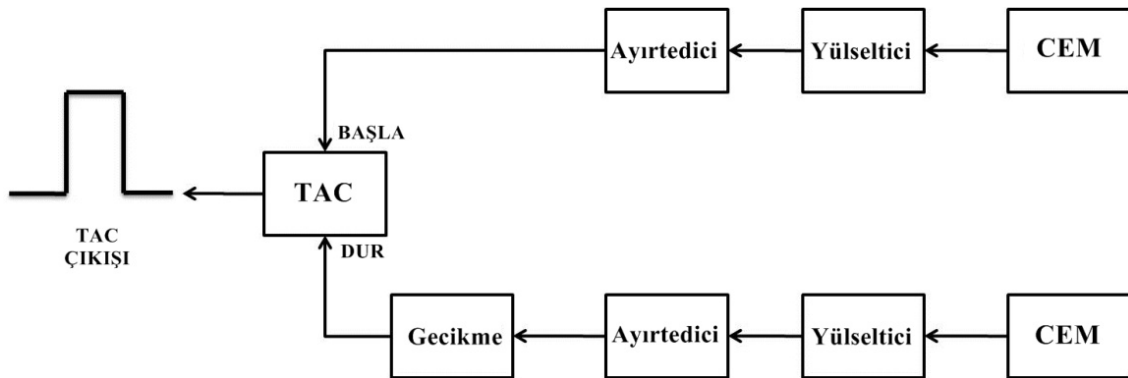 Ayırtedici
Yülseltici
CEM
BAŞLA
TAC
TAC
ÇIKIŞI
DUR
Gecikme
Ayırtedici
Yülseltici
CEM